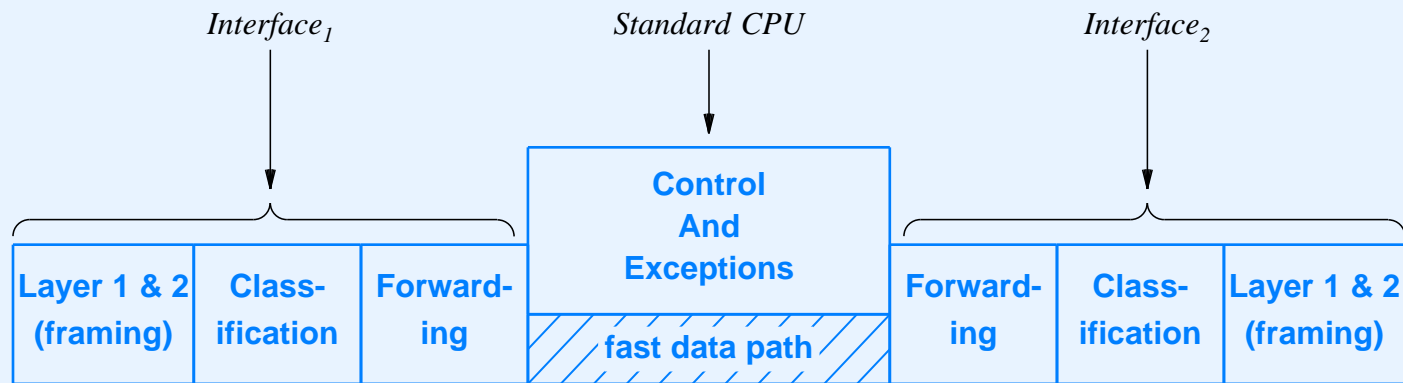 Interface1
Standard CPU
Interface2
Control
And
Exceptions
Layer 1 & 2
(framing)
Class-
ification
Forward-
ing
fast data path
Forward-
ing
Class-
ification
Layer 1 & 2
(framing)